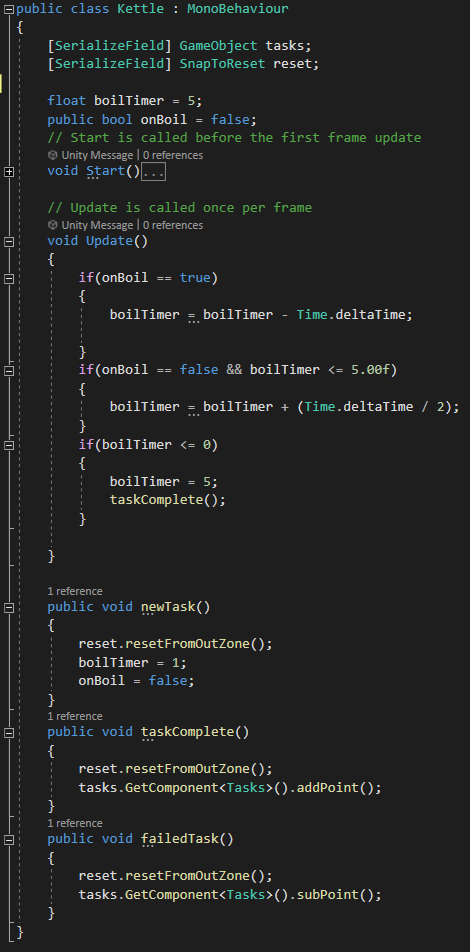 public class Kettle : MonoBehaviour
{
[SerializeField] GameObject tasks;
[SerializeField] SnapToReset reset;
float boilTimer = 5;
public bool onBoil = false;
// Start is called before the first frame update
Unity Message | 0 references
void Start()...
// Update is called once per frame
Unity Message | 0 references
void Update()
{
if(onBoil == true)
{
boilTimer = boilTimer - Time.deltaTime;
}
if(onBoil == false && boilTimer <= 5.00f)
{
boilTimer = boilTimer + (Time.deltaTime / 2);
}
if(boilTimer <= 0)
{
boilTimer = 5;
taskComplete();
}
}
1 reference
public void newTask()
{
reset.resetFromOutZone();
boilTimer = 1;
onBoil = false;
}
1 reference
public void taskComplete()
{
reset.resetFromOutZone();
tasks.GetComponent<Tasks>().addPoint();
}
1 reference
public void failedTask()
{
reset.resetFromOutZone();
tasks.GetComponent<Tasks>().subPoint();
}
}